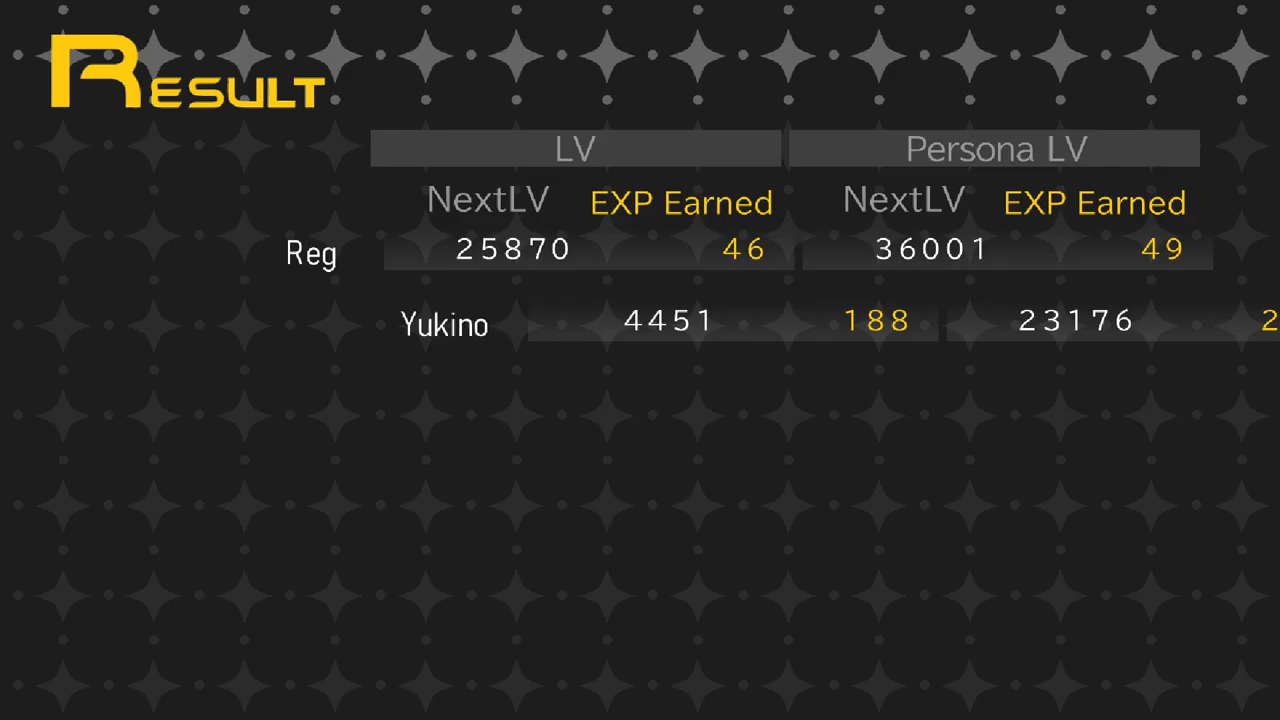 RESULT
LV Persona LV
NextLV EXP Earned NextLV EXP Earned
Reg 25870 46 36001 49
Yukino 4451 188 23176